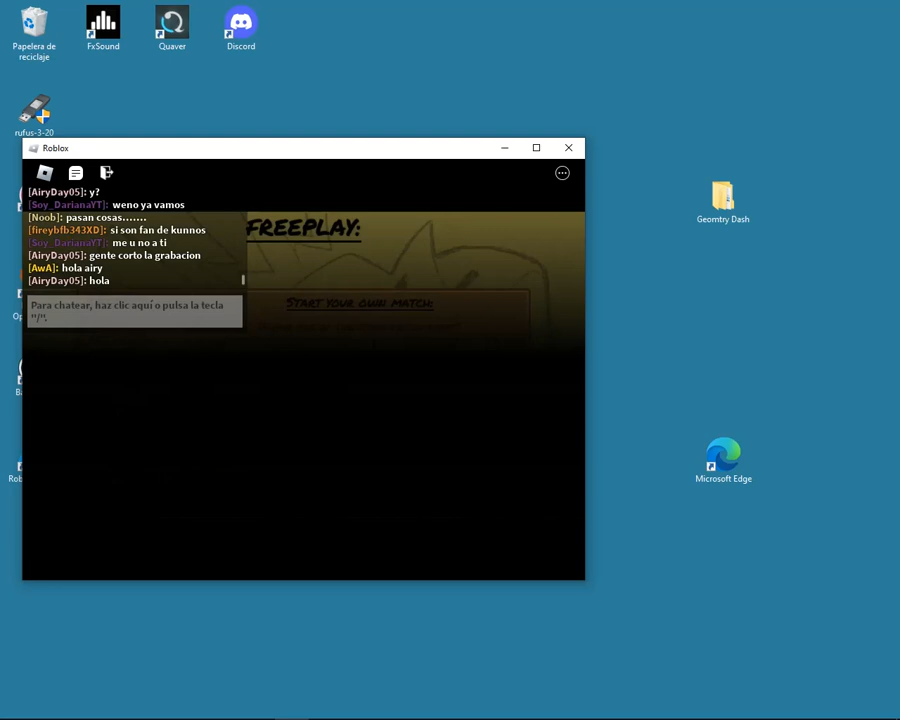 Papelera de
reciclaje
FxSound
Quaver
Discord
rufus-3-20
Roblox
[AiryDay05]: y?
[Soy_DarianaYT]: weno ya vamos
[Noob]: pasan cosas.......
[fireybfb343XD]: si son fan de kunnos
[Soy_DarianaYT]: me u no a ti
[AiryDay05]: gente corto la grabacion
[AwA]: hola airy
[AiryDay05]: hola
Para chatear, haz clic aquí o pulsa la tecla
"/".
FREEPLAY:
Start your own match:
Geomtry Dash
Microsoft Edge